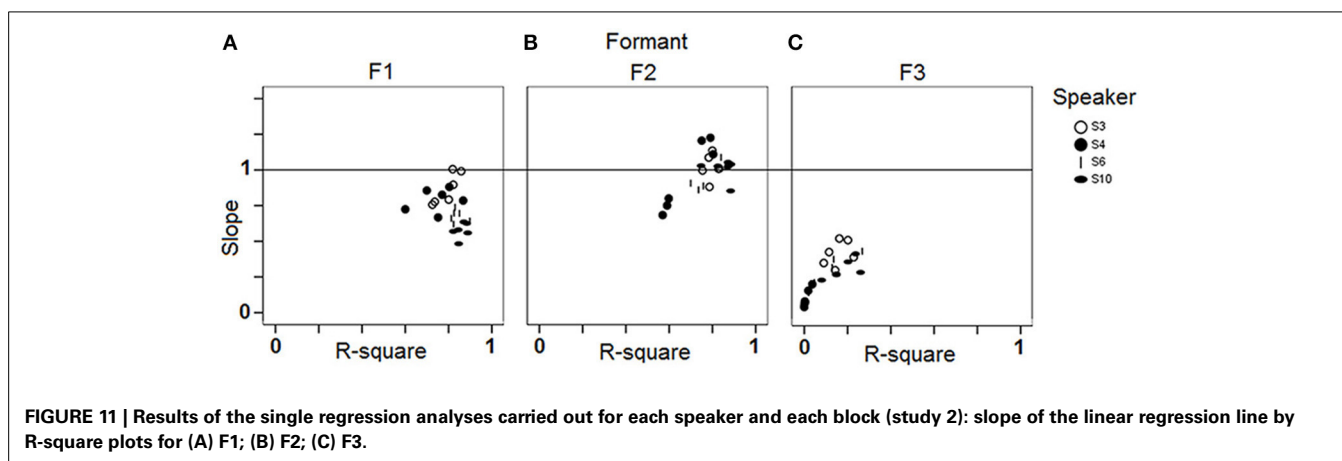 A B Formant C
F1 F2 F3
Speaker
S3
S4
S6
S10
1
Slope
0
0 R-square 1 0 R-square 1 0 R-square 1
FIGURE 11 | Results of the single regression analyses carried out for each speaker and each block (study 2): slope of the linear regression line by
R-square plots for (A) F1; (B) F2; (C) F3.